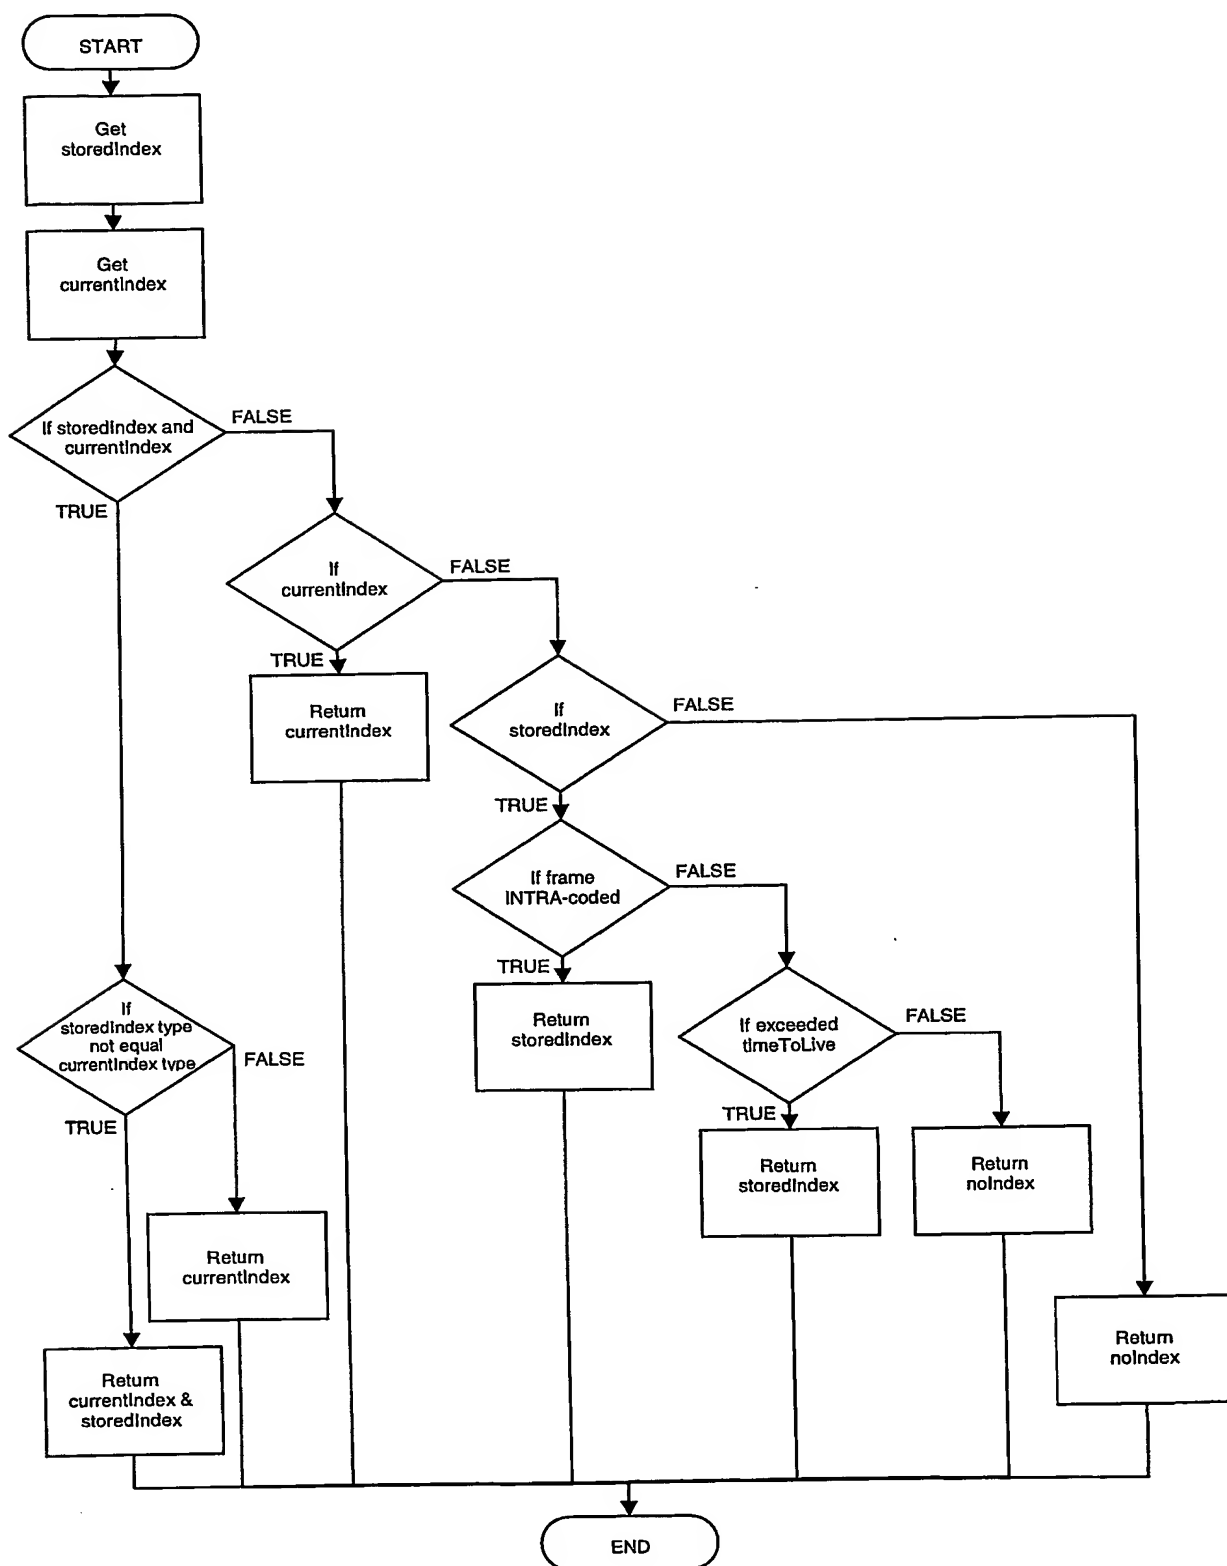 START
Get
storedIndex
Get
currentIndex
If storedIndex and
currentIndex
FALSE
TRUE
If
currentIndex
FALSE
TRUE
Return
currentIndex
If
storedIndex
FALSE
TRUE
If frame
INTRA-coded
FALSE
TRUE
Return
storedIndex
If exceeded
timeToLive
FALSE
TRUE
Return
storedIndex
Return
noIndex
If
storedIndex type
not equal
currentIndex type
FALSE
TRUE
Return
currentIndex
Return
currentIndex &
storedIndex
Return
noIndex
END